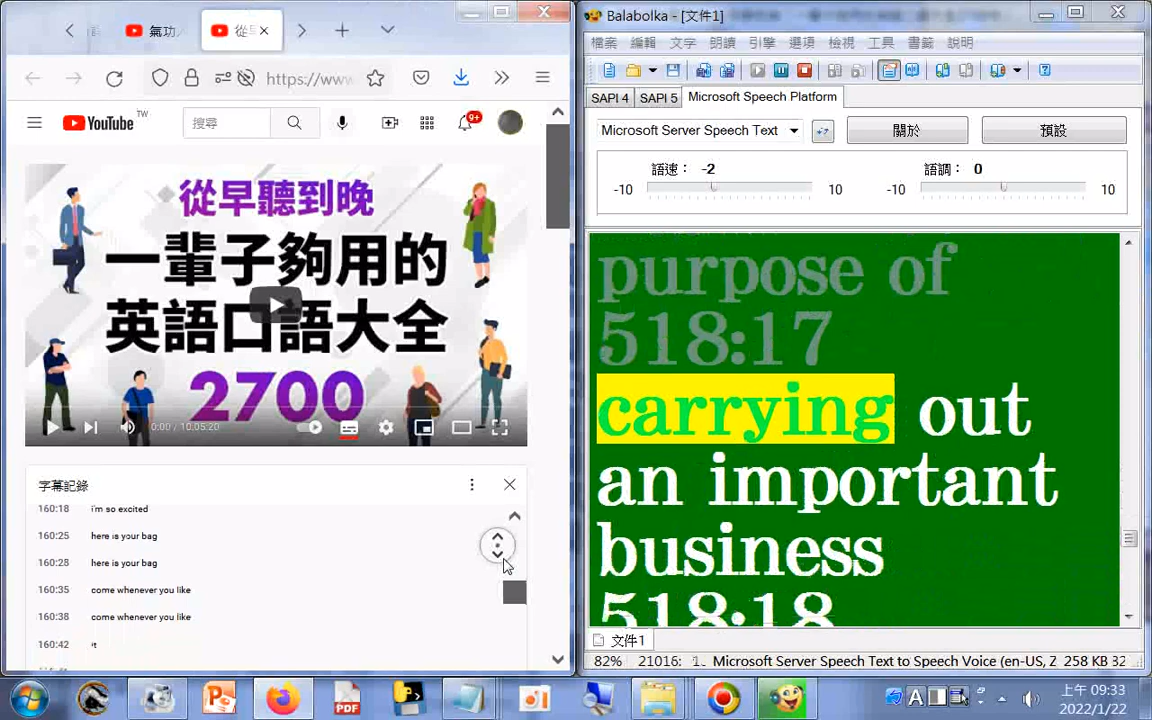 氣功
從
https://www
YouTube TW
搜尋
9+
從早聽到晚
一輩子夠用的
英語口語大全
2700
0:00 / 10:05:20
字幕記錄
160:18 i'm so excited
160:25 here is your bag
160:28 here is your bag
160:35 come whenever you like
160:38 come whenever you like
160:42 it
Balabolka - [文件1]
檔案 編輯 文字 朗讀 引擎 選項 檢視 工具 書籤 說明
SAPI 4 SAPI 5 Microsoft Speech Platform
Microsoft Server Speech Text 關於 預設
語速： -2 語調： 0
-10 10 -10 10
purpose of
518:17
carrying out
an important
business
518:18
文件1
82% 21016: Microsoft Server Speech Text to Speech Voice (en-US, Z 258 KB 32
PDF
A
上午 09:33
2022/1/22